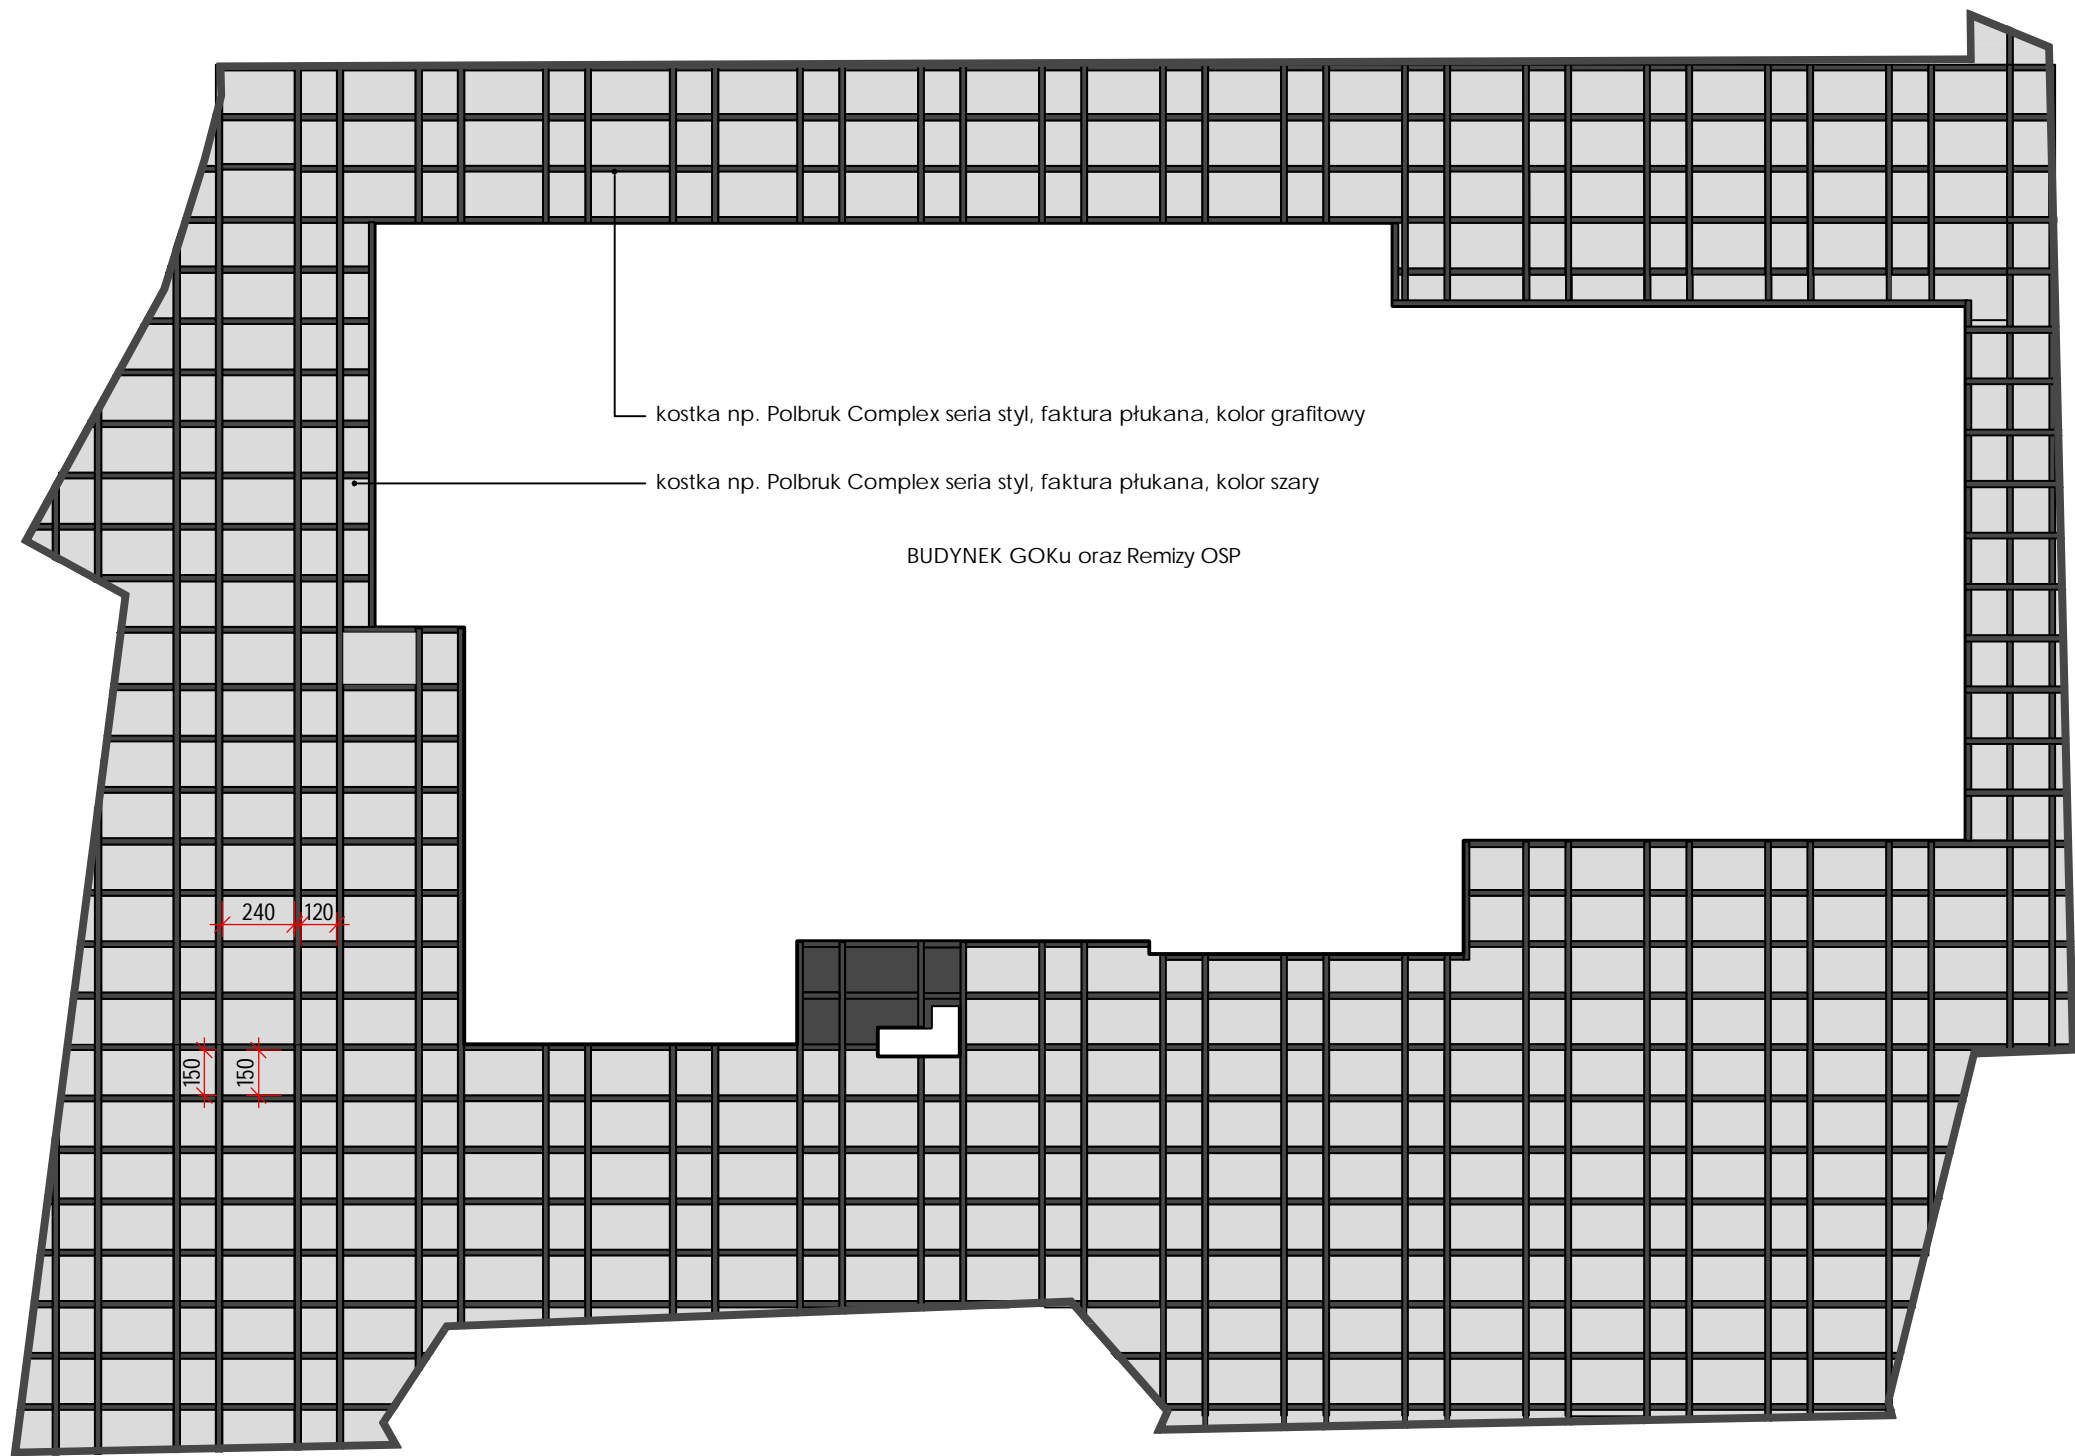 kostka np. Polbruk Complex seria styl, faktura płukana, kolor grafitowy
kostka np. Polbruk Complex seria styl, faktura płukana, kolor szary
BUDYNEK GOKu oraz Remizy OSP
240
120
150
150